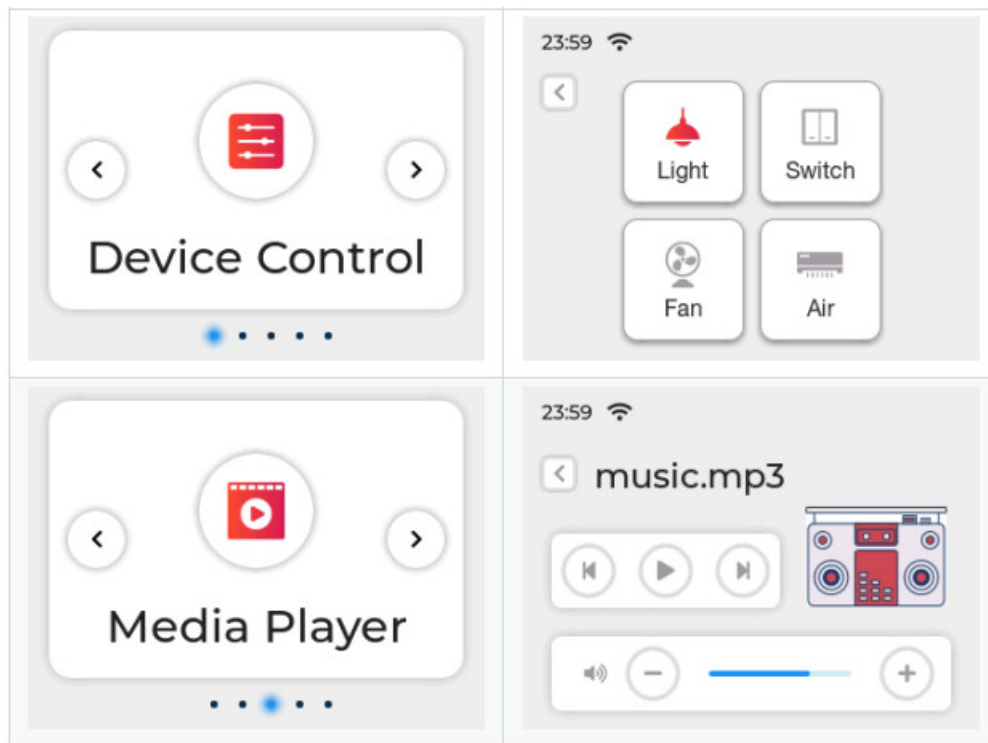 Device Control
23:59
Light
Switch
Fan
Air
Media Player
23:59
music.mp3